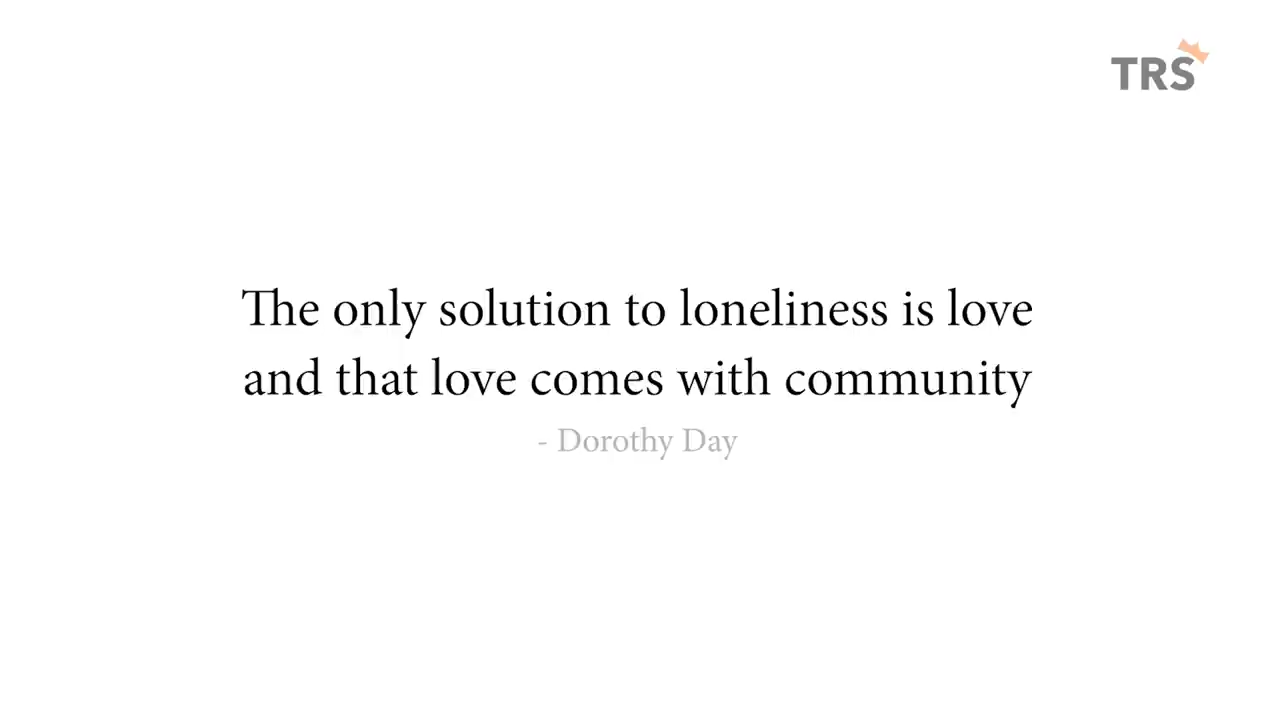 TRS
The only solution to loneliness is love
and that love comes with community
- Dorothy Day